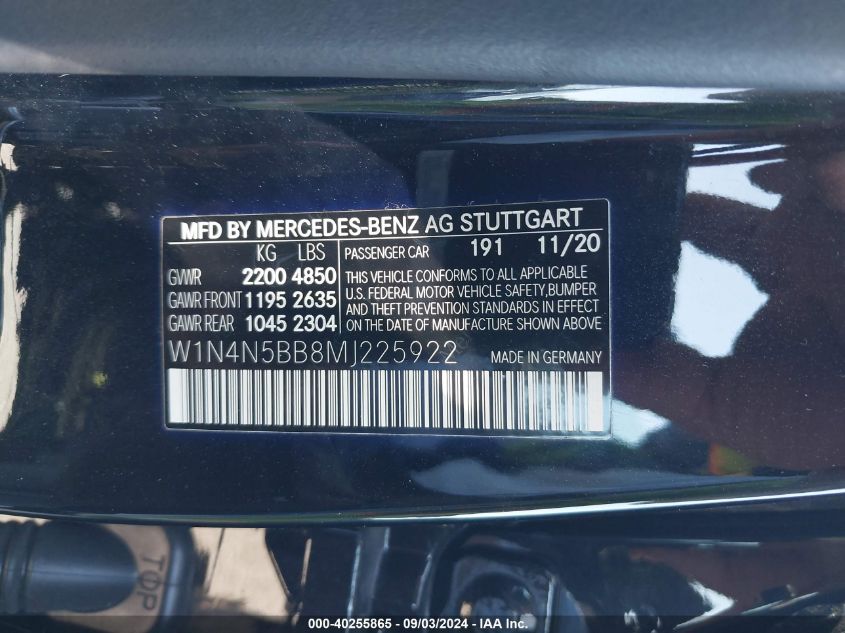 MFD BY MERCEDES-BENZ AG STUTTGART
KG LBS
GVWR 2200 4850
GAWR FRONT 1195 2635
GAWR REAR 1045 2304
PASSENGER CAR 191 11/20
THIS VEHICLE CONFORMS TO ALL APPLICABLE
U.S. FEDERAL MOTOR VEHICLE SAFETY,BUMPER
AND THEFT PREVENTION STANDARDS IN EFFECT
ON THE DATE OF MANUFACTURE SHOWN ABOVE
W1N4N5BB8MJ225922 MADE IN GERMANY
TOP
000-40255865 - 09/03/2024 - IAA Inc.